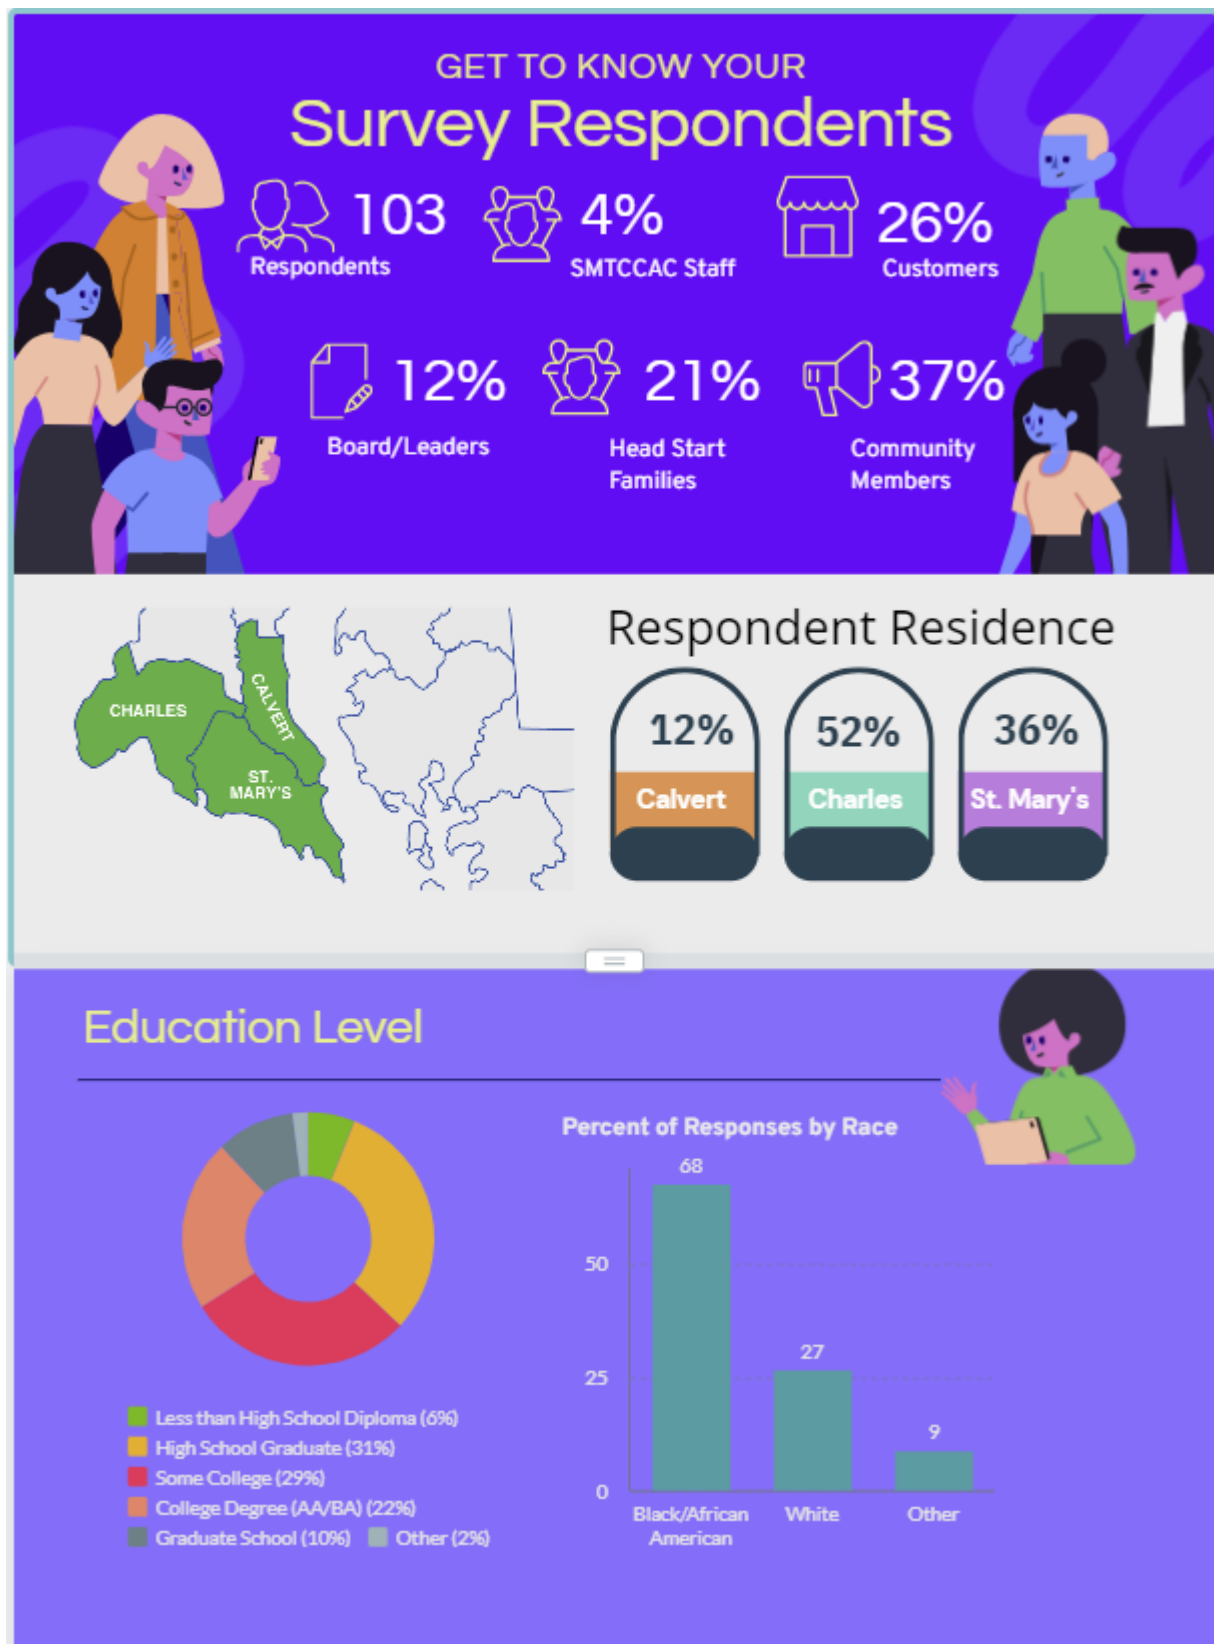 GET TO KNOW YOUR
Survey Respondents
103
Respondents
4%
SMTCCAC Staff
26%
Customers
12%
Board/Leaders
21%
Head Start
Families
37%
Community
Members
CHARLES
CALVERT
ST.
MARY'S
Respondent Residence
12%
Calvert
52%
Charles
36%
St. Mary's
Education Level
Less than High School Diploma (6%)
High School Graduate (31%)
Some College (29%)
College Degree (AA/BA) (22%)
Graduate School (10%) Other (2%)
Percent of Responses by Race
68
50
27
25
9
0
Black/African
American
White
Other